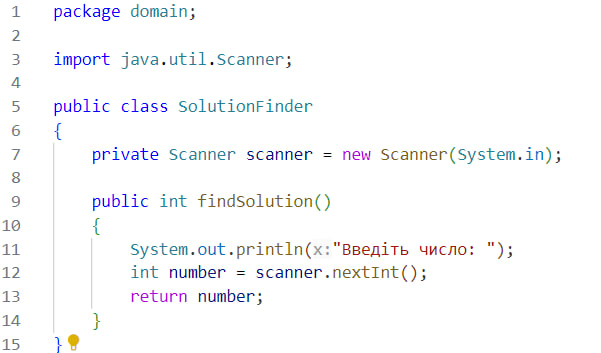 1 package domain;
2
3 import java.util.Scanner;
4
5 public class SolutionFinder
6 {
7 private Scanner scanner = new Scanner(System.in);
8
9 public int findSolution()
10 {
11 System.out.println(x:"Введіть число: ");
12 int number = scanner.nextInt();
13 return number;
14 }
15 }